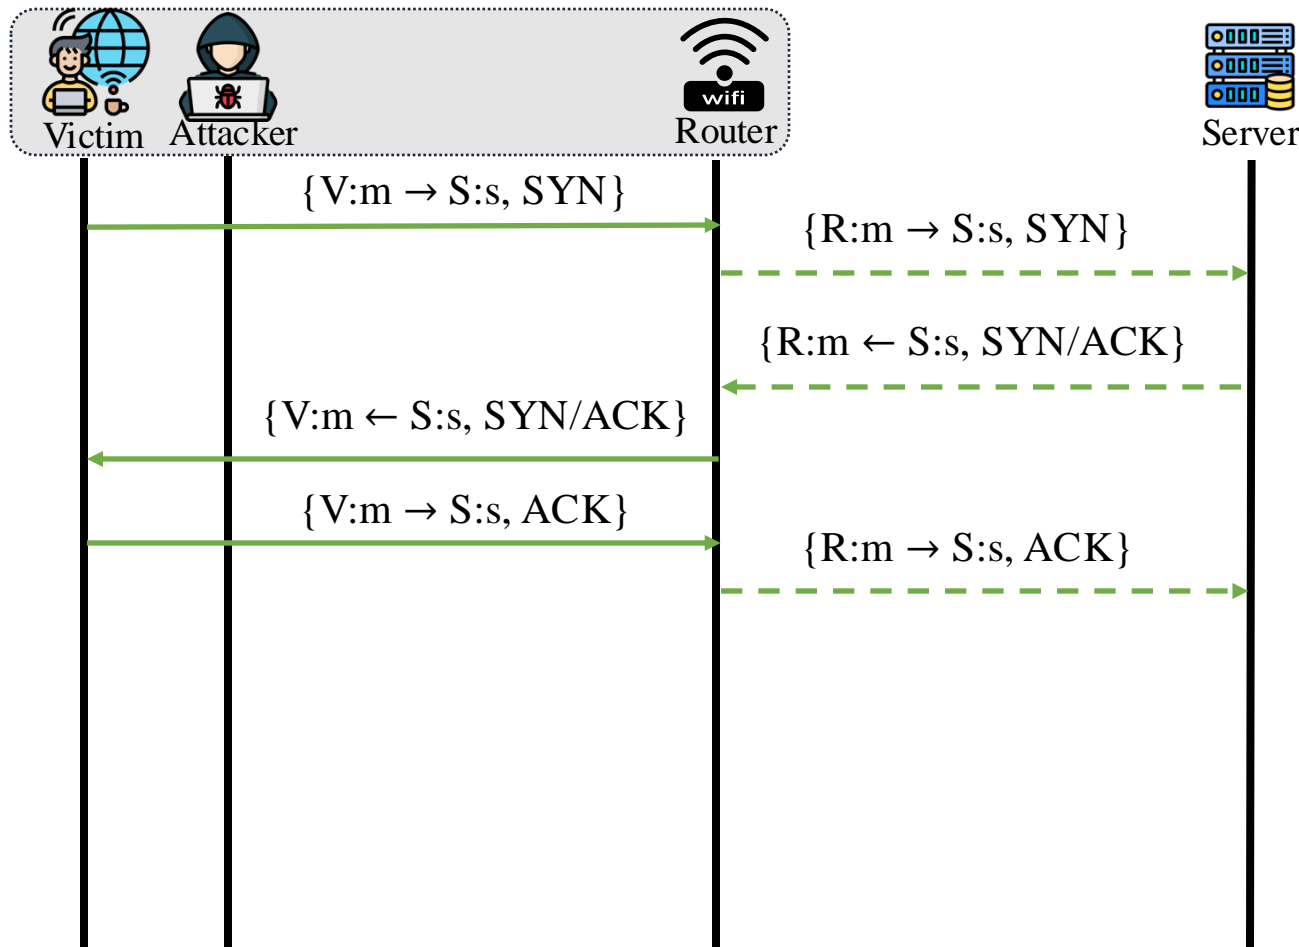 wifi
Victim
Attacker
Router
Server
{V:m → S:s, SYN}
{R:m → S:s, SYN}
{R:m ← S:s, SYN/ACK}
{V:m ← S:s, SYN/ACK}
{V:m → S:s, ACK}
{R:m → S:s, ACK}